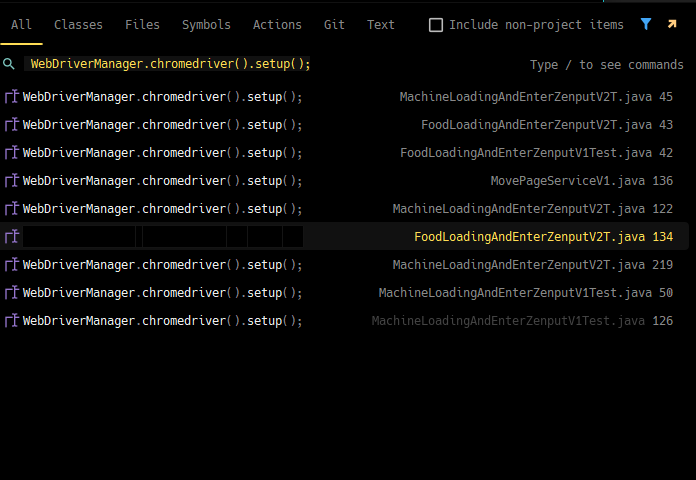 All Classes Files Symbols Actions Git Text Include non-project items
WebDriverManager.chromedriver().setup(); Type / to see commands
WebDriverManager.chromedriver().setup(); MachineLoadingAndEnterZenputV2T.java 45
WebDriverManager.chromedriver().setup(); FoodLoadingAndEnterZenputV2T.java 43
WebDriverManager.chromedriver().setup(); FoodLoadingAndEnterZenputV1Test.java 42
WebDriverManager.chromedriver().setup(); MovePageServiceV1.java 136
WebDriverManager.chromedriver().setup(); MachineLoadingAndEnterZenputV2T.java 122
FoodLoadingAndEnterZenputV2T.java 134
WebDriverManager.chromedriver().setup(); MachineLoadingAndEnterZenputV2T.java 219
WebDriverManager.chromedriver().setup(); MachineLoadingAndEnterZenputV1Test.java 50
WebDriverManager.chromedriver().setup(); MachineLoadingAndEnterZenputV1Test.java 126